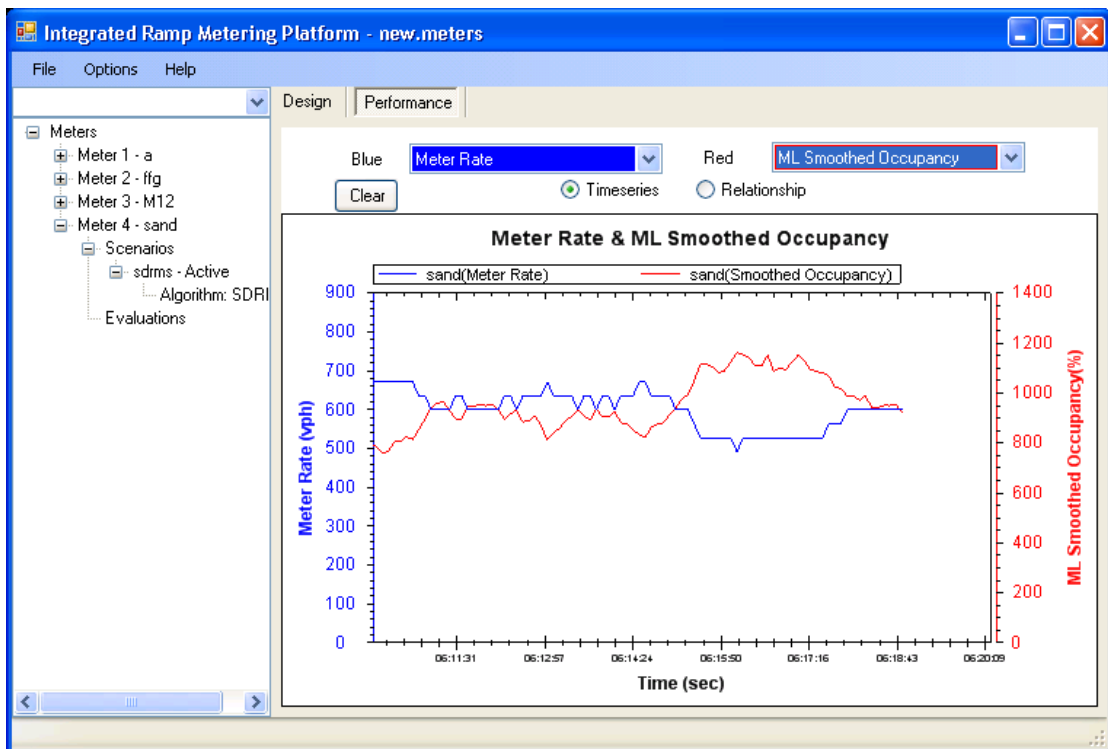 Integrated Ramp Metering Platform - new.meters
File Options Help
Design Performance
Meters
Meter 1 - a
Meter 2 - ffg
Meter 3 - M12
Meter 4 - sand
Scenarios
sdrms - Active
Algorithm: SDRI
Evaluations
Blue Meter Rate Red ML Smoothed Occupancy
Clear Timeseries Relationship
Meter Rate & ML Smoothed Occupancy
sand(Meter Rate) sand(Smoothed Occupancy)
Meter Rate (vph)
900
800
700
600
500
400
300
200
100
0
1400
1200
1000
800
600
400
200
0
ML Smoothed Occupancy(%)
06:11:31 06:12:57 06:14:24 06:15:50 06:17:16 06:18:43 06:20:09
Time (sec)